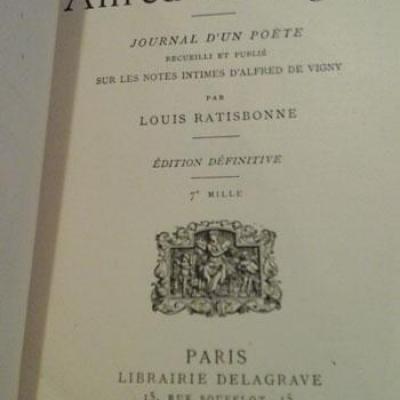 JOURNAL D'UN POÈTE
RECUEILLI ET PUBLIÉ
SUR LES NOTES INTIMES D'ALFRED DE VIGNY
PAR
LOUIS RATISBONNE
ÉDITION DÉFINITIVE
7e MILLE
PARIS
LIBRAIRIE DELAGRAVE
15, RUE SOUFFLOT, 15